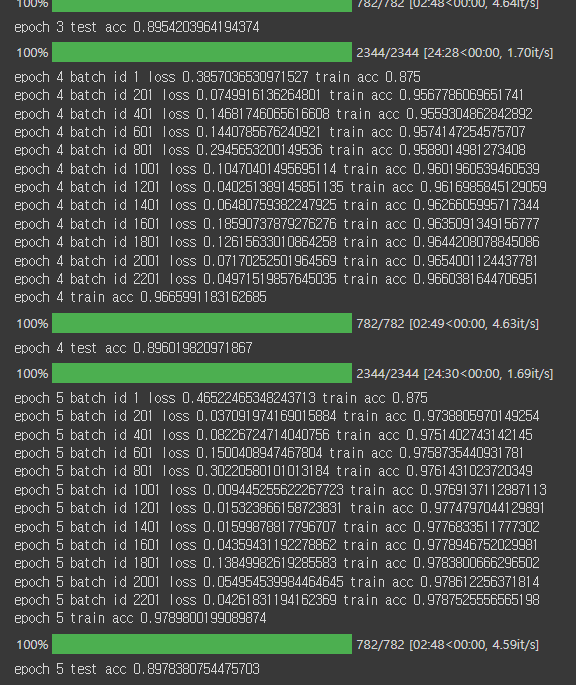 782/782 [02:48<00:00, 4.64it/s]
epoch 3 test acc 0.8954203964194374
100% 2344/2344 [24:28<00:00, 1.70it/s]
epoch 4 batch id 1 loss 0.3857036530971527 train acc 0.875
epoch 4 batch id 201 loss 0.0749916136264801 train acc 0.9567786069651741
epoch 4 batch id 401 loss 0.14681746065616608 train acc 0.9559304862842892
epoch 4 batch id 601 loss 0.1440785676240921 train acc 0.9574147254575707
epoch 4 batch id 801 loss 0.2945653200149536 train acc 0.9588014981273408
epoch 4 batch id 1001 loss 0.10470401495695114 train acc 0.9601960539460539
epoch 4 batch id 1201 loss 0.040251389145851135 train acc 0.9616985845129059
epoch 4 batch id 1401 loss 0.06480759382247925 train acc 0.9626605995717344
epoch 4 batch id 1601 loss 0.18590737879276276 train acc 0.9635091349156777
epoch 4 batch id 1801 loss 0.12615633010864258 train acc 0.9644208078845086
epoch 4 batch id 2001 loss 0.07170252501964569 train acc 0.9654001124437781
epoch 4 batch id 2201 loss 0.04971519857645035 train acc 0.9660381644706951
epoch 4 train acc 0.9665991183162685
100% 782/782 [02:49<00:00, 4.63it/s]
epoch 4 test acc 0.896019820971867
100% 2344/2344 [24:30<00:00, 1.69it/s]
epoch 5 batch id 1 loss 0.46522465348243713 train acc 0.875
epoch 5 batch id 201 loss 0.037091974169015884 train acc 0.9738805970149254
epoch 5 batch id 401 loss 0.08226724714040756 train acc 0.9751402743142145
epoch 5 batch id 601 loss 0.1500408947467804 train acc 0.9758735440931781
epoch 5 batch id 801 loss 0.30220580101013184 train acc 0.9761431023720349
epoch 5 batch id 1001 loss 0.009445255622267723 train acc 0.9769137112887113
epoch 5 batch id 1201 loss 0.015323866158723831 train acc 0.9774797044129891
epoch 5 batch id 1401 loss 0.01599878817796707 train acc 0.9776833511777302
epoch 5 batch id 1601 loss 0.04359431192278862 train acc 0.9778946752029981
epoch 5 batch id 1801 loss 0.13849982619285583 train acc 0.9783800666296502
epoch 5 batch id 2001 loss 0.054954539984464645 train acc 0.978612256371814
epoch 5 batch id 2201 loss 0.04261831194162369 train acc 0.9787525556565198
epoch 5 train acc 0.9789800199089874
100% 782/782 [02:48<00:00, 4.59it/s]
epoch 5 test acc 0.8978380754475703